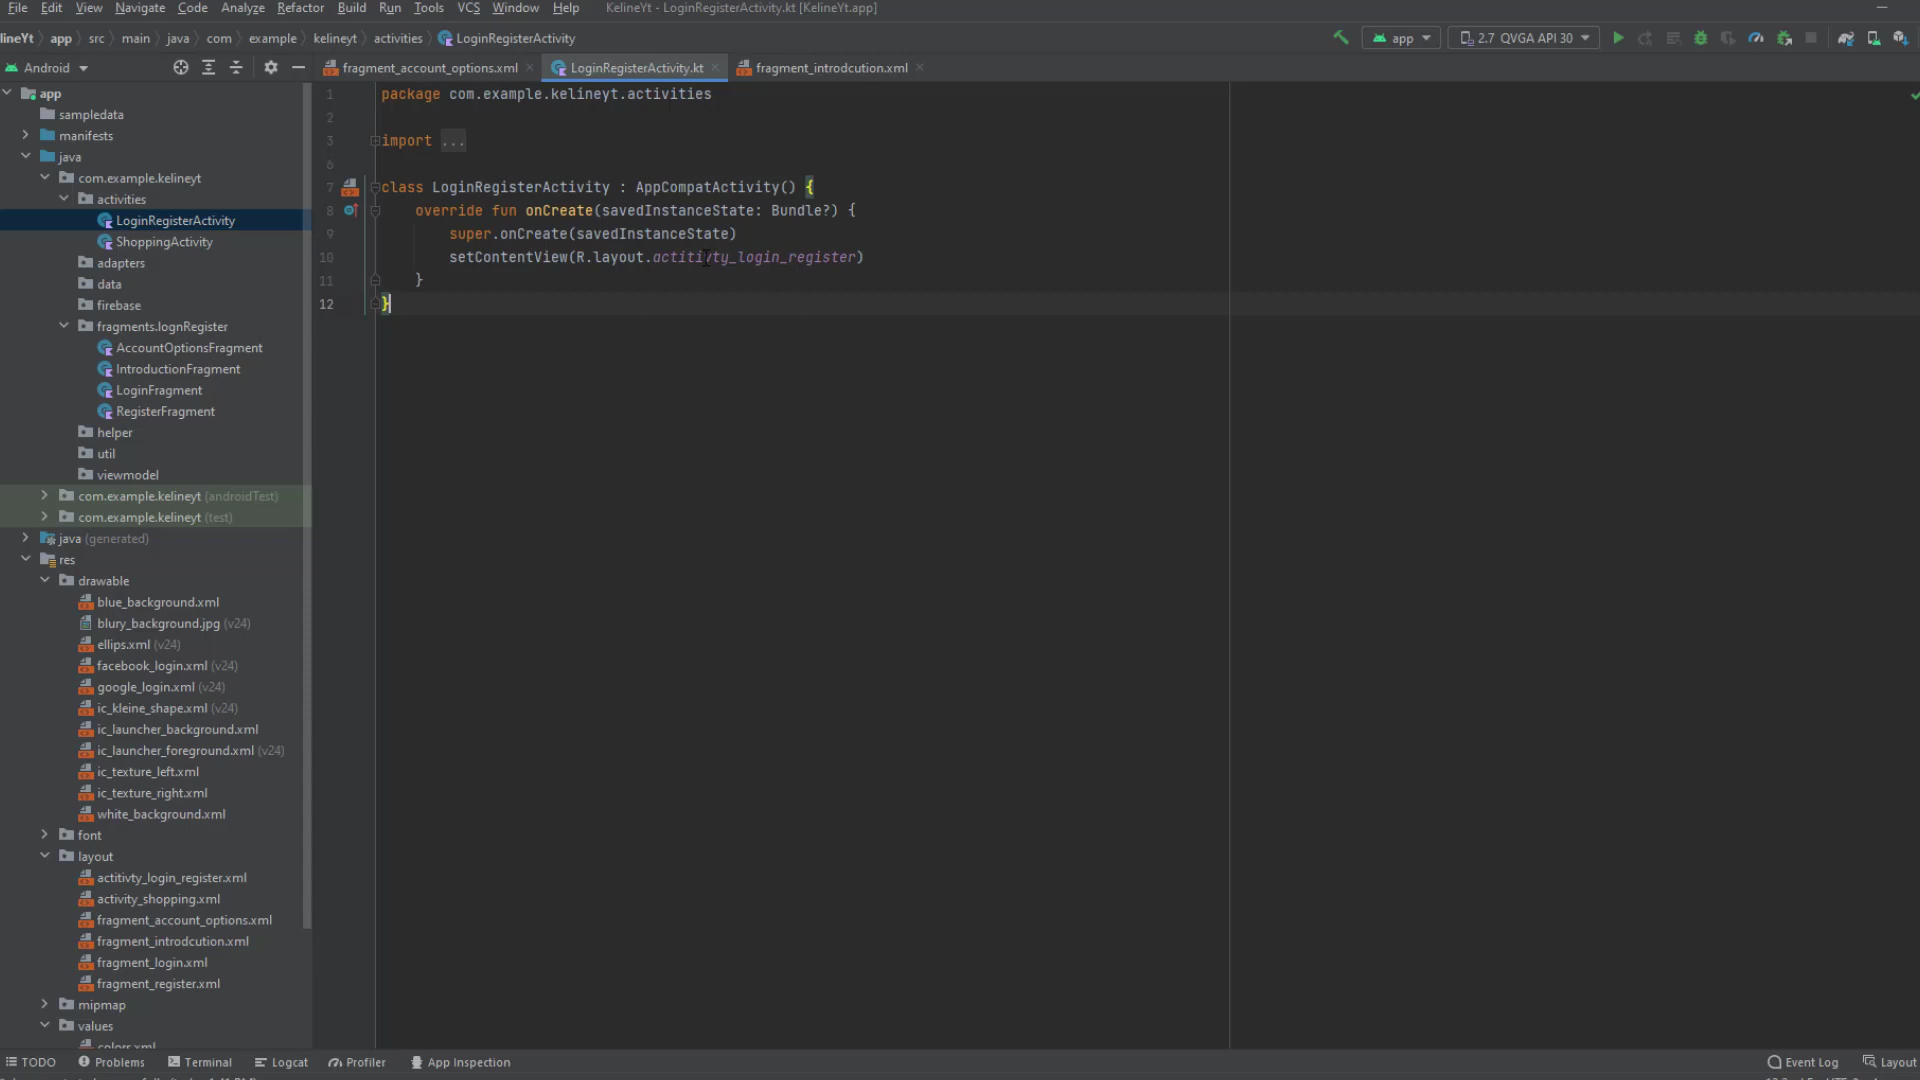 File Edit View Navigate Code Analyze Refactor Build Run Tools VCS Window Help KelineYt - LoginRegisterActivity.kt [KelineYt.app]
lineYt app src main java com example kelineyt activities LoginRegisterActivity app 2.7 QVGA API 30
Android fragment_account_options.xml LoginRegisterActivity.kt fragment_introdcution.xml
app
sampledata
manifests
java
com.example.kelineyt
activities
LoginRegisterActivity
ShoppingActivity
adapters
data
firebase
fragments.lognRegister
AccountOptionsFragment
IntroductionFragment
LoginFragment
RegisterFragment
helper
util
viewmodel
com.example.kelineyt (androidTest)
com.example.kelineyt (test)
java (generated)
res
drawable
blue_background.xml
blury_background.jpg (v24)
ellips.xml (v24)
facebook_login.xml (v24)
google_login.xml (v24)
ic_kleine_shape.xml (v24)
ic_launcher_background.xml
ic_launcher_foreground.xml (v24)
ic_texture_left.xml
ic_texture_right.xml
white_background.xml
font
layout
actitivty_login_register.xml
activity_shopping.xml
fragment_account_options.xml
fragment_introdcution.xml
fragment_login.xml
fragment_register.xml
mipmap
values
colors.xml
1 package com.example.kelineyt.activities
2
3 import ...
6
7 class LoginRegisterActivity : AppCompatActivity() {
8 override fun onCreate(savedInstanceState: Bundle?) {
9 super.onCreate(savedInstanceState)
10 setContentView(R.layout.actitivty_login_register)
11 }
12 }
TODO Problems Terminal Logcat Profiler App Inspection Event Log Layout